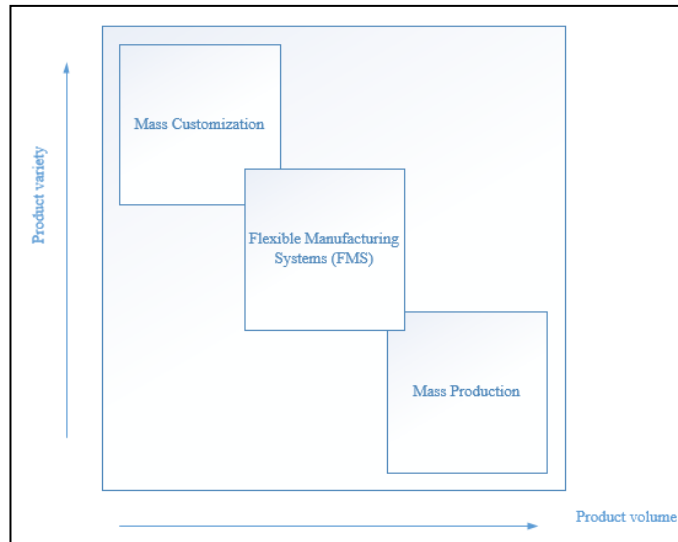 Mass Customization
Product variety
Flexible Manufacturing
Systems (FMS)
Mass Production
Product volume